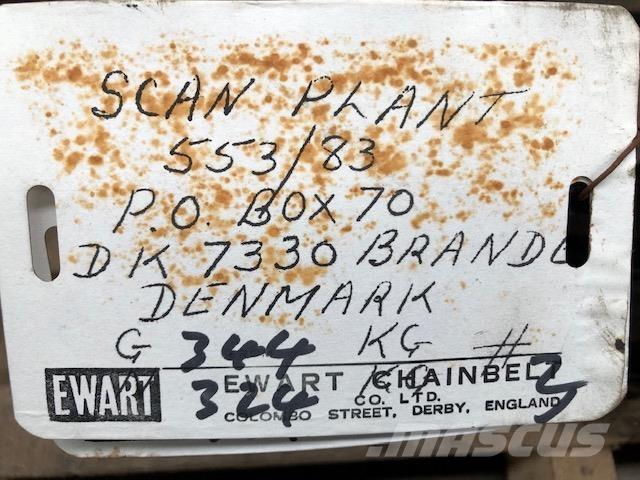 SCAN PLANT
553/83
P.O. BOX 70
DK 7330 BRANDE
DENMARK
G 344 KG #
N 324 KG 3
EWART EWART CHAINBELT
CO. LTD.
COLOMBO STREET, DERBY, ENGLAND
MASCUS